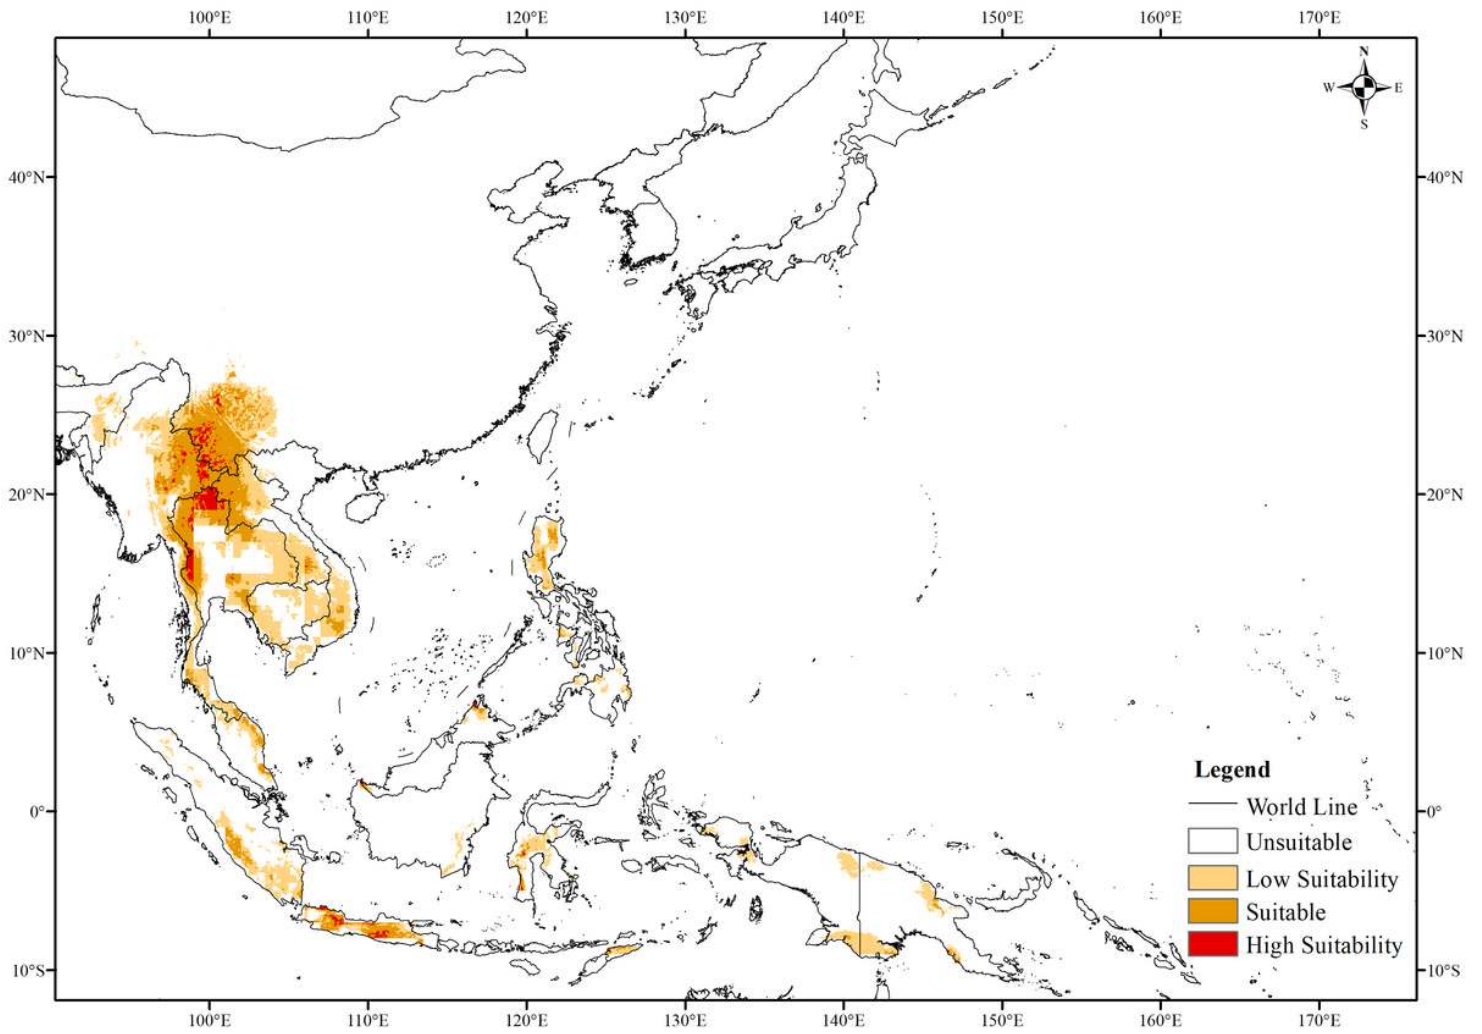 100°E 110°E 120°E 130°E 140°E 150°E 160°E 170°E
N
W E
S
40°N 40°N
30°N 30°N
20°N 20°N
10°N 10°N
Legend
0° World Line 0°
Unsuitable
Low Suitability
Suitable
High Suitability
10°S 10°S
100°E 110°E 120°E 130°E 140°E 150°E 160°E 170°E